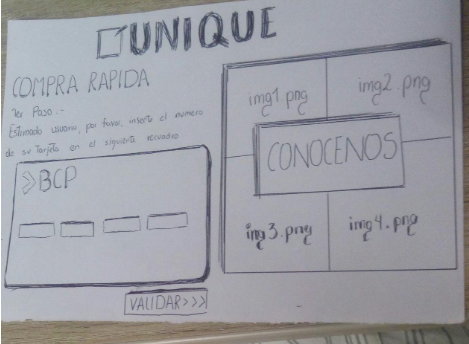 UNIQUE
COMPRA RAPIDA
1er Paso.-
Estimado usuario, por favor, inserte el numero
de su tarjeta en el siguiente recuadro
>>BCP
VALIDAR>>>
img1.png
img2.png
CONOCENOS
img3.png
img4.png